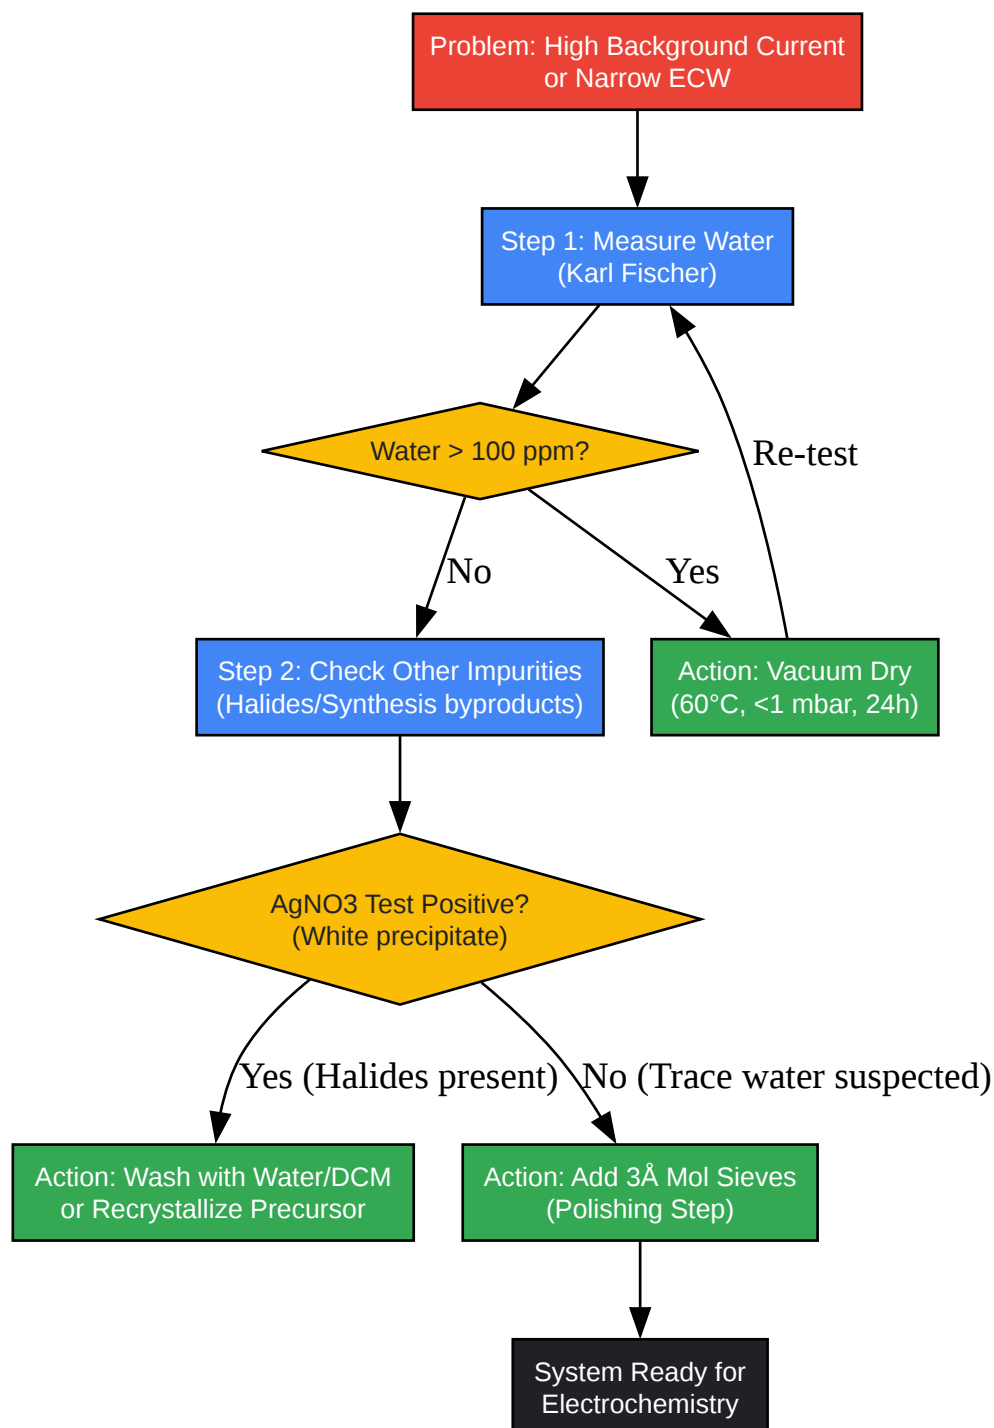 Problem: High Background Current
or Narrow ECW
Step 1: Measure Water
(Karl Fischer)
Water > 100 ppm?
Re-test
No
Yes
Step 2: Check Other Impurities
(Halides/Synthesis byproducts)
Action: Vacuum Dry
(60°C, <1 mbar, 24h)
AgNO3 Test Positive?
(White precipitate)
Yes (Halides present)
No (Trace water suspected)
Action: Wash with Water/DCM
or Recrystallize Precursor
Action: Add 3Å Mol Sieves
(Polishing Step)
System Ready for
Electrochemistry